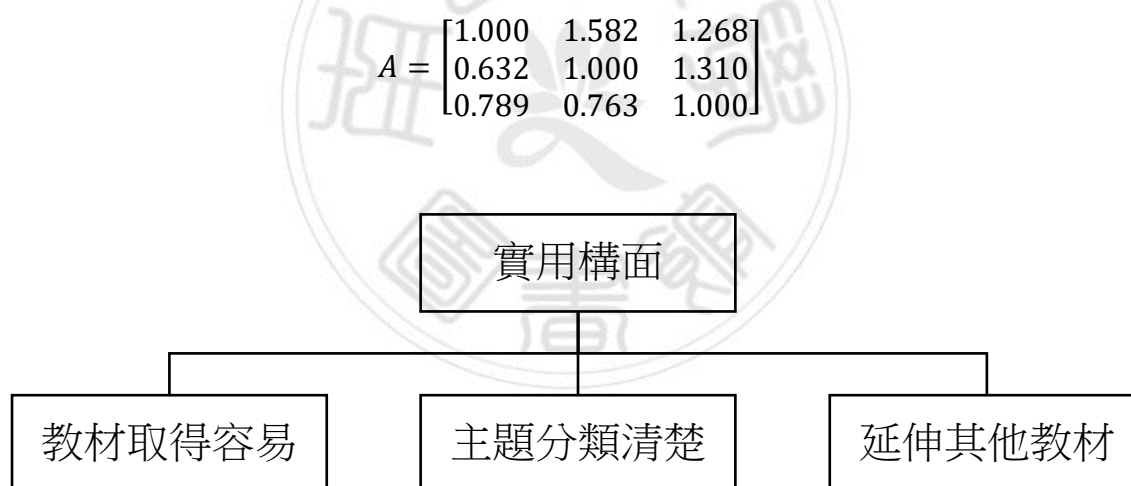 A = [1.000 1.582 1.268
0.632 1.000 1.310
0.789 0.763 1.000]
實用構面
教材取得容易 主題分類清楚 延伸其他教材